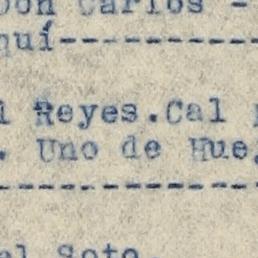 Don Carlos -
quí--------------
Reyes.Cal
. Uno de Hue.
-----------------
al Soto